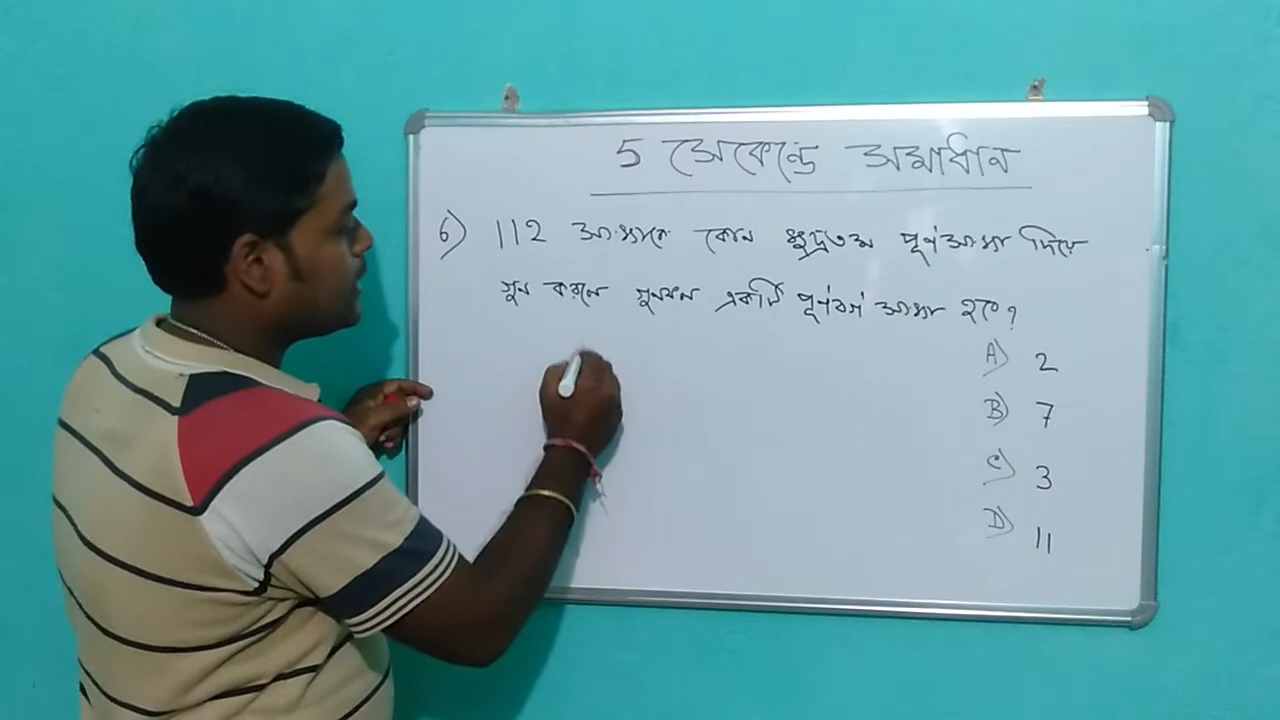 5 সেকেন্ডে সমাধান
6) 112 সংখ্যাকে কোন ক্ষুদ্রতম পূর্ণসংখ্যা দিয়ে
গুন করলে গুনফল একটি পূর্ণবর্গ সংখ্যা হবে?
A) 2
B) 7
C) 3
D) 11